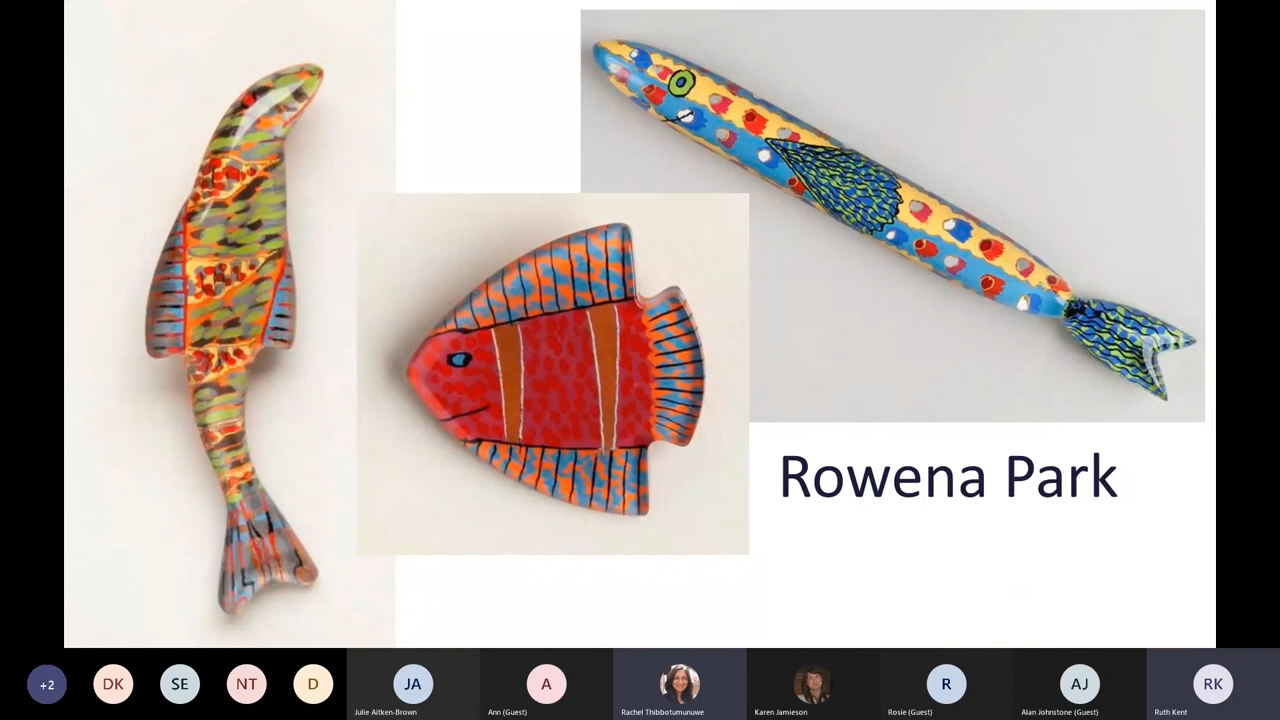 Rowena Park
+2
DK
SE
NT
D
JA
A
R
AJ
RK
Julie Aitken-Brown
Ann (Guest)
Rachel Thibbotumunuwe
Karen Jamieson
Rosie (Guest)
Alan Johnstone (Guest)
Ruth Kent